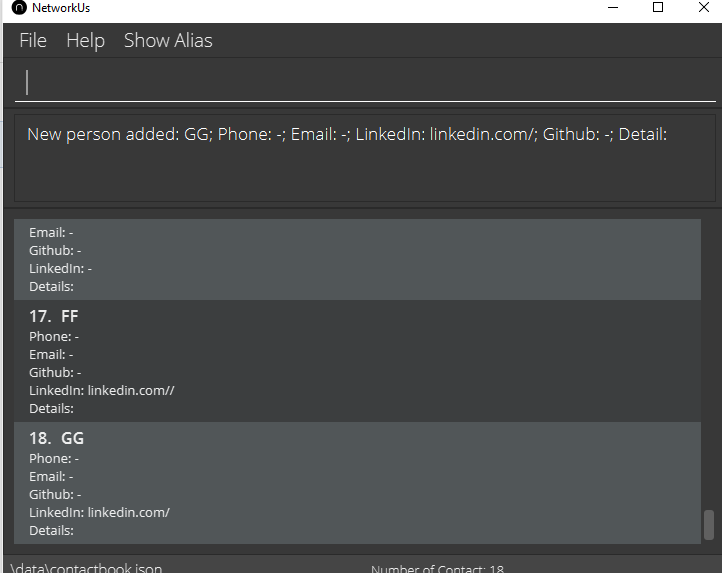 NetworkUs
File Help Show Alias
New person added: GG; Phone: -; Email: -; LinkedIn: linkedin.com/; Github: -; Detail:
Email: -
Github: -
LinkedIn: -
Details:
17. FF
Phone: -
Email: -
Github: -
LinkedIn: linkedin.com//
Details:
18. GG
Phone: -
Email: -
Github: -
LinkedIn: linkedin.com/
Details:
\data\contactbook.json
Number of Contact: 18